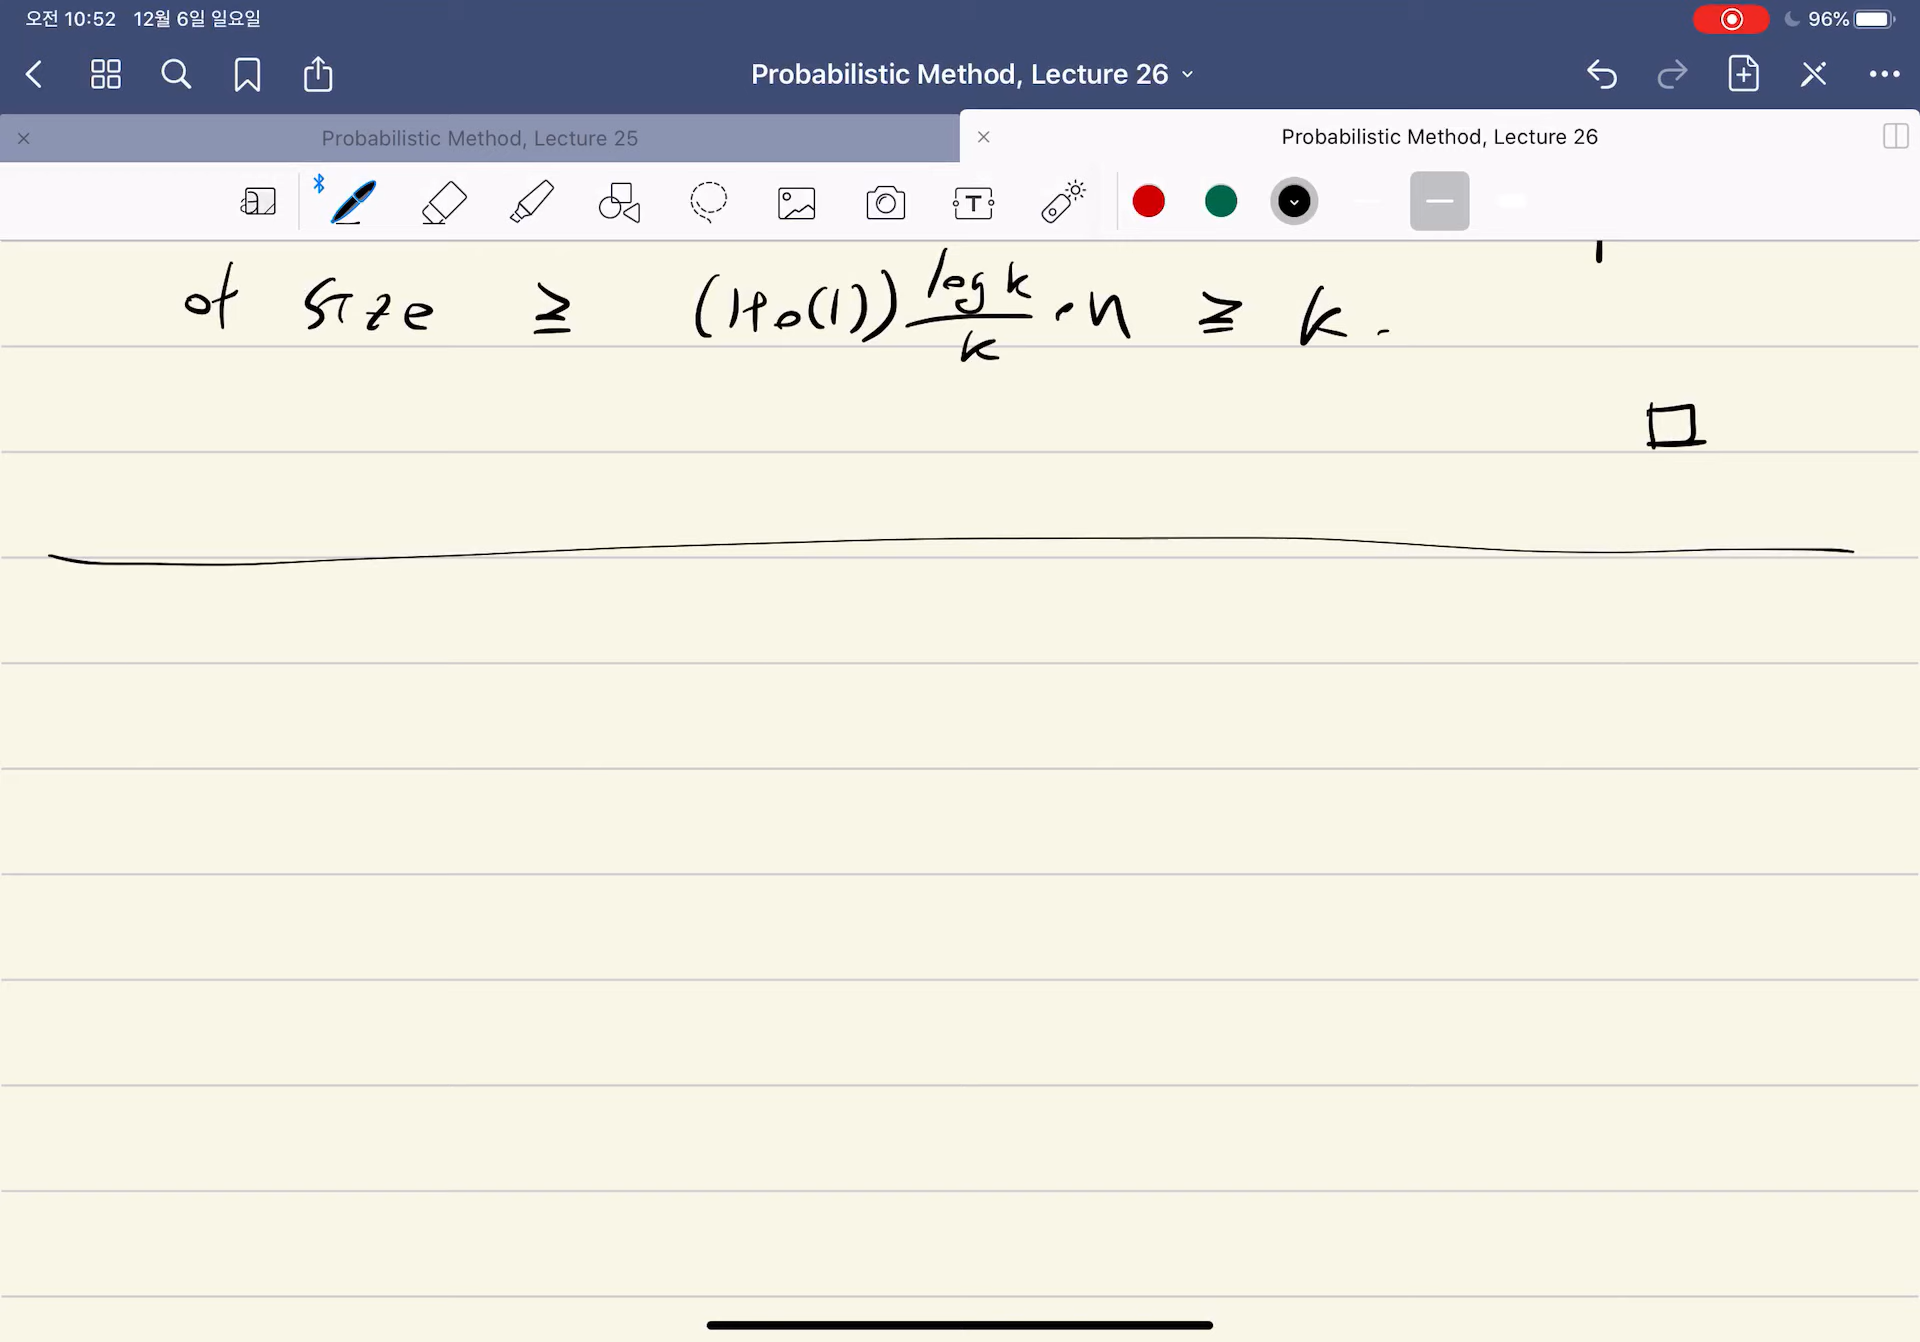 오전 10:52 12월 6일 일요일 96%
Probabilistic Method, Lecture 26
Probabilistic Method, Lecture 25 Probabilistic Method, Lecture 26
of size ≥ (1+o(1)) log k / k · n ≥ k.